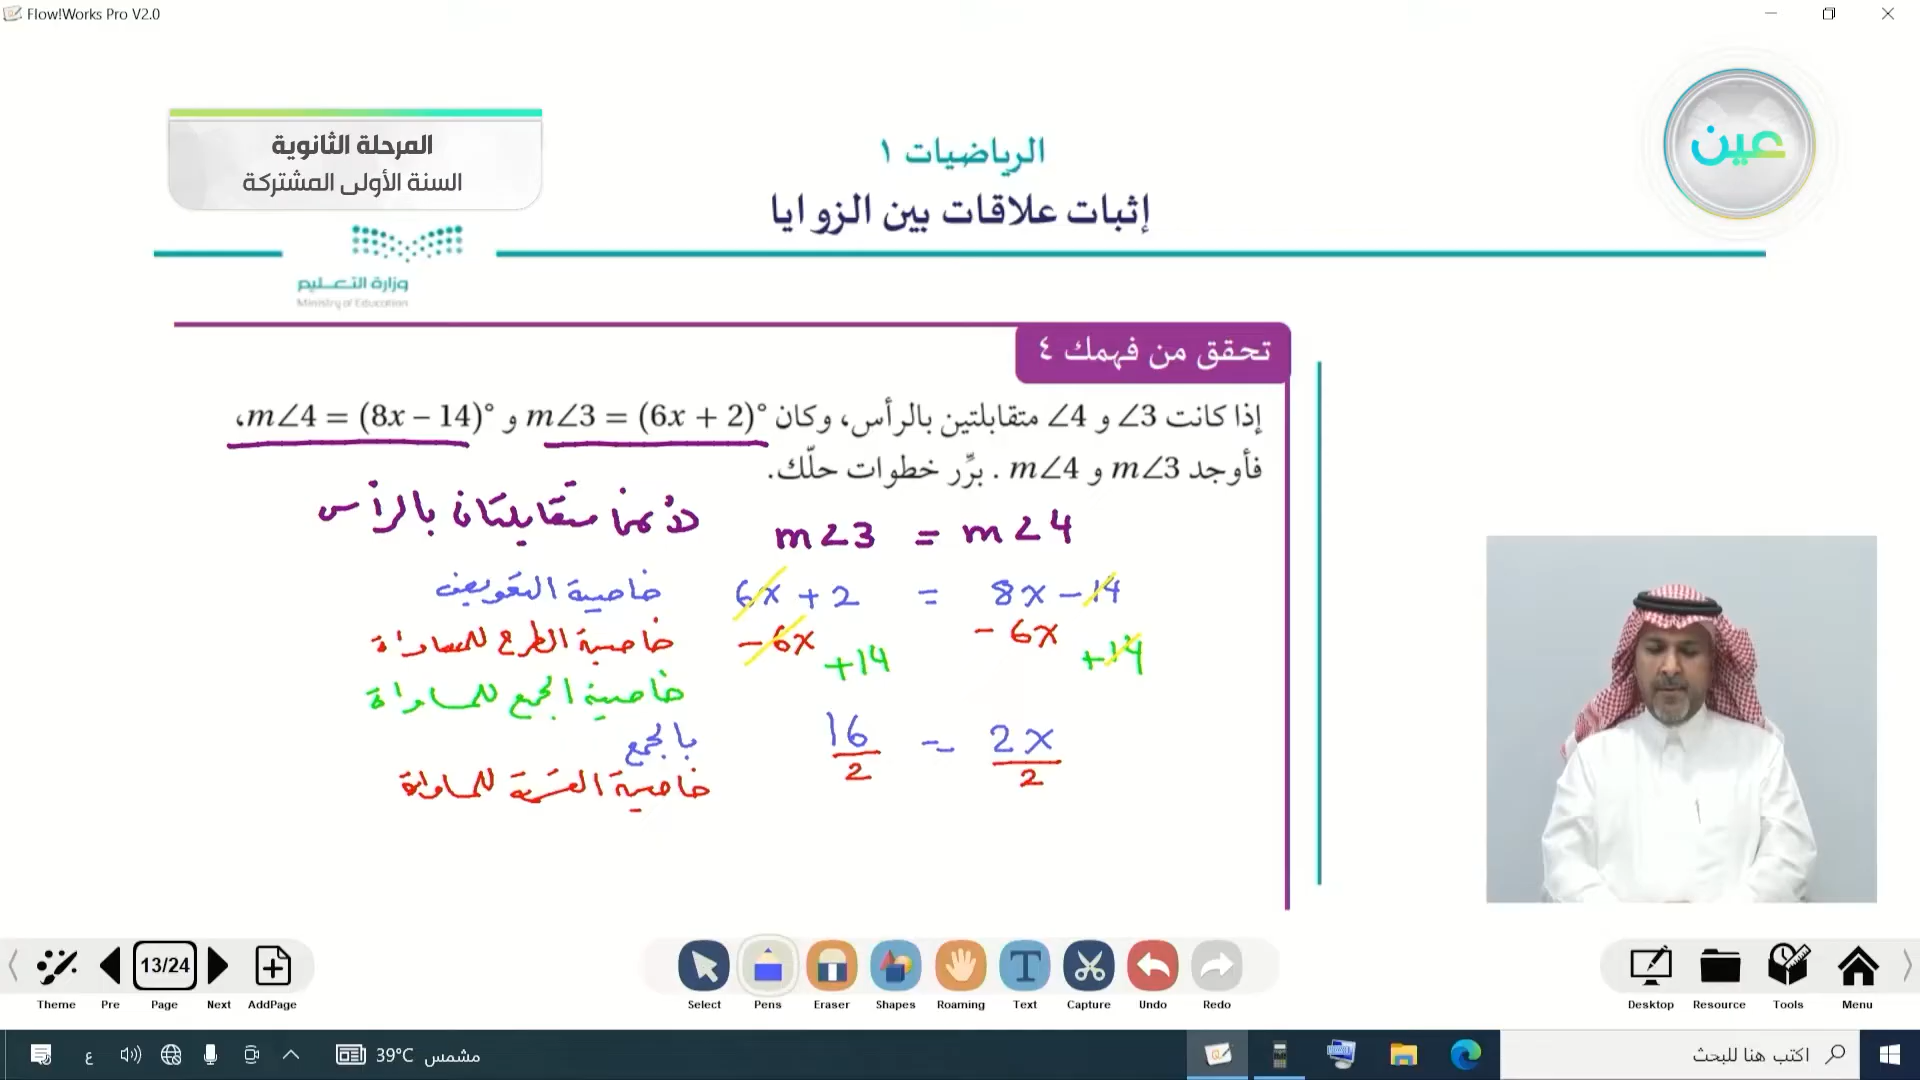 Flow!Works Pro V2.0
المرحلة الثانوية
السنة الأولى المشتركة
الرياضيات ١
إثبات علاقات بين الزوايا
عين
وزارة التعليم
Ministry of Education
تحقق من فهمك ٤
إذا كانت ∠3 و ∠4 متقابلتين بالرأس، وكان m∠3 = (6x + 2)° و m∠4 = (8x − 14)°،
فأوجد m∠3 و m∠4 . برِّر خطوات حلّك.
m∠3 = m∠4 لأنهما متقابلتان بالرأس
6x + 2 = 8x − 14 خاصية التعويض
− 6x − 6x خاصية الطرح للمساواة
+14 +14 خاصية الجمع للمساواة
16/2 = 2x/2 بالجمع
خاصية القسمة للمساواة
13/24
Theme Pre Page Next AddPage
Select Pens Eraser Shapes Roaming Text Capture Undo Redo
Desktop Resource Tools Menu
ع
39°C مشمس
اكتب هنا للبحث